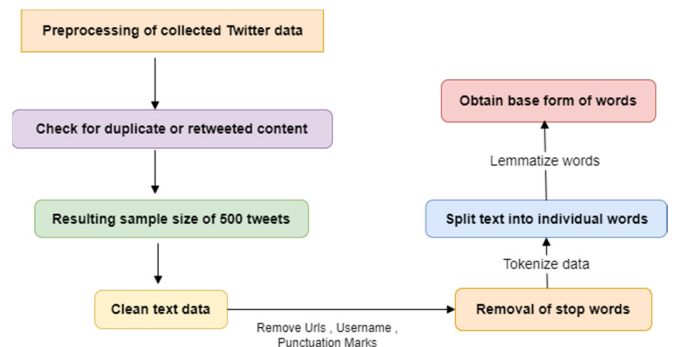 Preprocessing of collected Twitter data
Check for duplicate or retweeted content
Resulting sample size of 500 tweets
Clean text data
Remove Urls , Username ,
Punctuation Marks
Removal of stop words
Tokenize data
Split text into individual words
Lemmatize words
Obtain base form of words